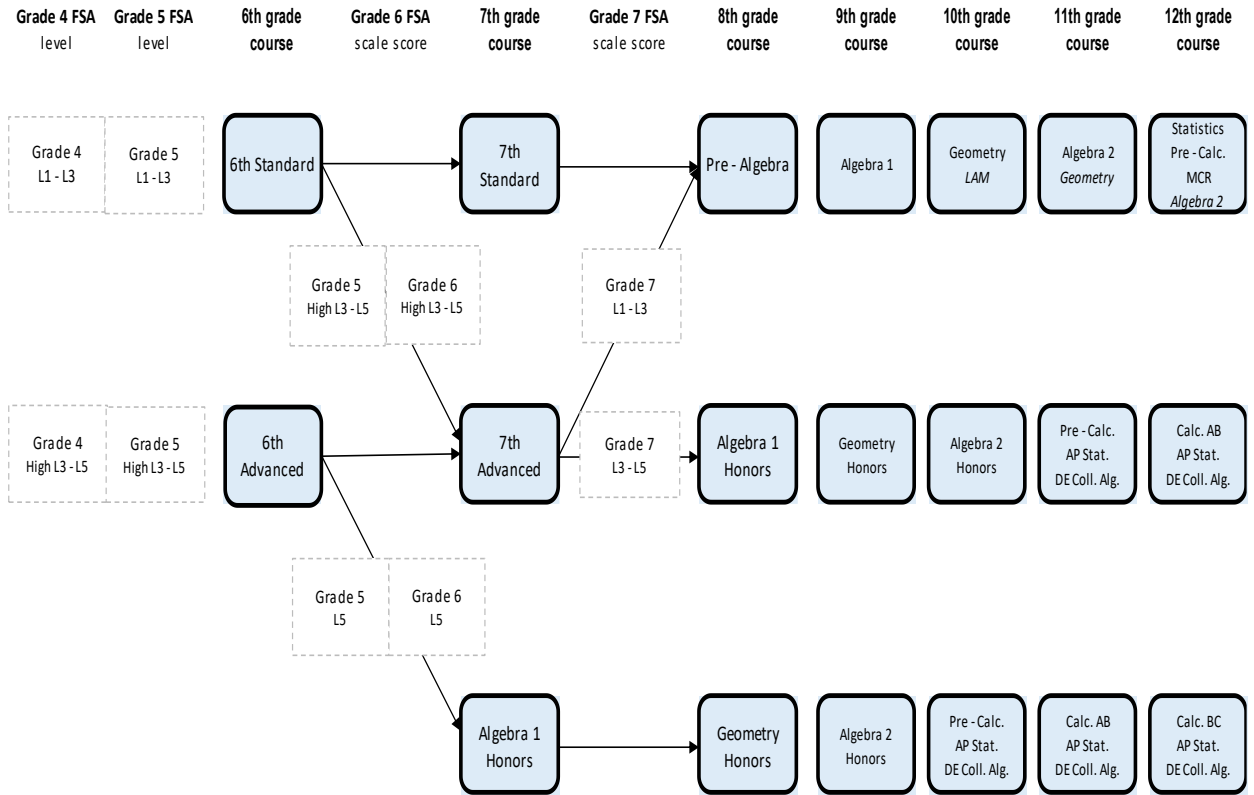 Grade 4 FSA
level
Grade 5 FSA
level
6th grade
course
Grade 6 FSA
scale score
7th grade
course
Grade 7 FSA
scale score
8th grade
course
9th grade
course
10th grade
course
11th grade
course
12th grade
course
Grade 4
L1 - L3
Grade 5
L1 - L3
6th Standard
7th
Standard
Pre - Algebra
Algebra 1
Geometry
LAM
Algebra 2
Geometry
Statistics
Pre - Calc.
MCR
Algebra 2
Grade 5
High L3 - L5
Grade 6
High L3 - L5
Grade 7
L1 - L3
Grade 4
High L3 - L5
Grade 5
High L3 - L5
6th
Advanced
7th
Advanced
Grade 7
L3 - L5
Algebra 1
Honors
Geometry
Honors
Algebra 2
Honors
Pre - Calc.
AP Stat.
DE Coll. Alg.
Calc. AB
AP Stat.
DE Coll. Alg.
Grade 5
L5
Grade 6
L5
Algebra 1
Honors
Geometry
Honors
Algebra 2
Honors
Pre - Calc.
AP Stat.
DE Coll. Alg.
Calc. AB
AP Stat.
DE Coll. Alg.
Calc. BC
AP Stat.
DE Coll. Alg.